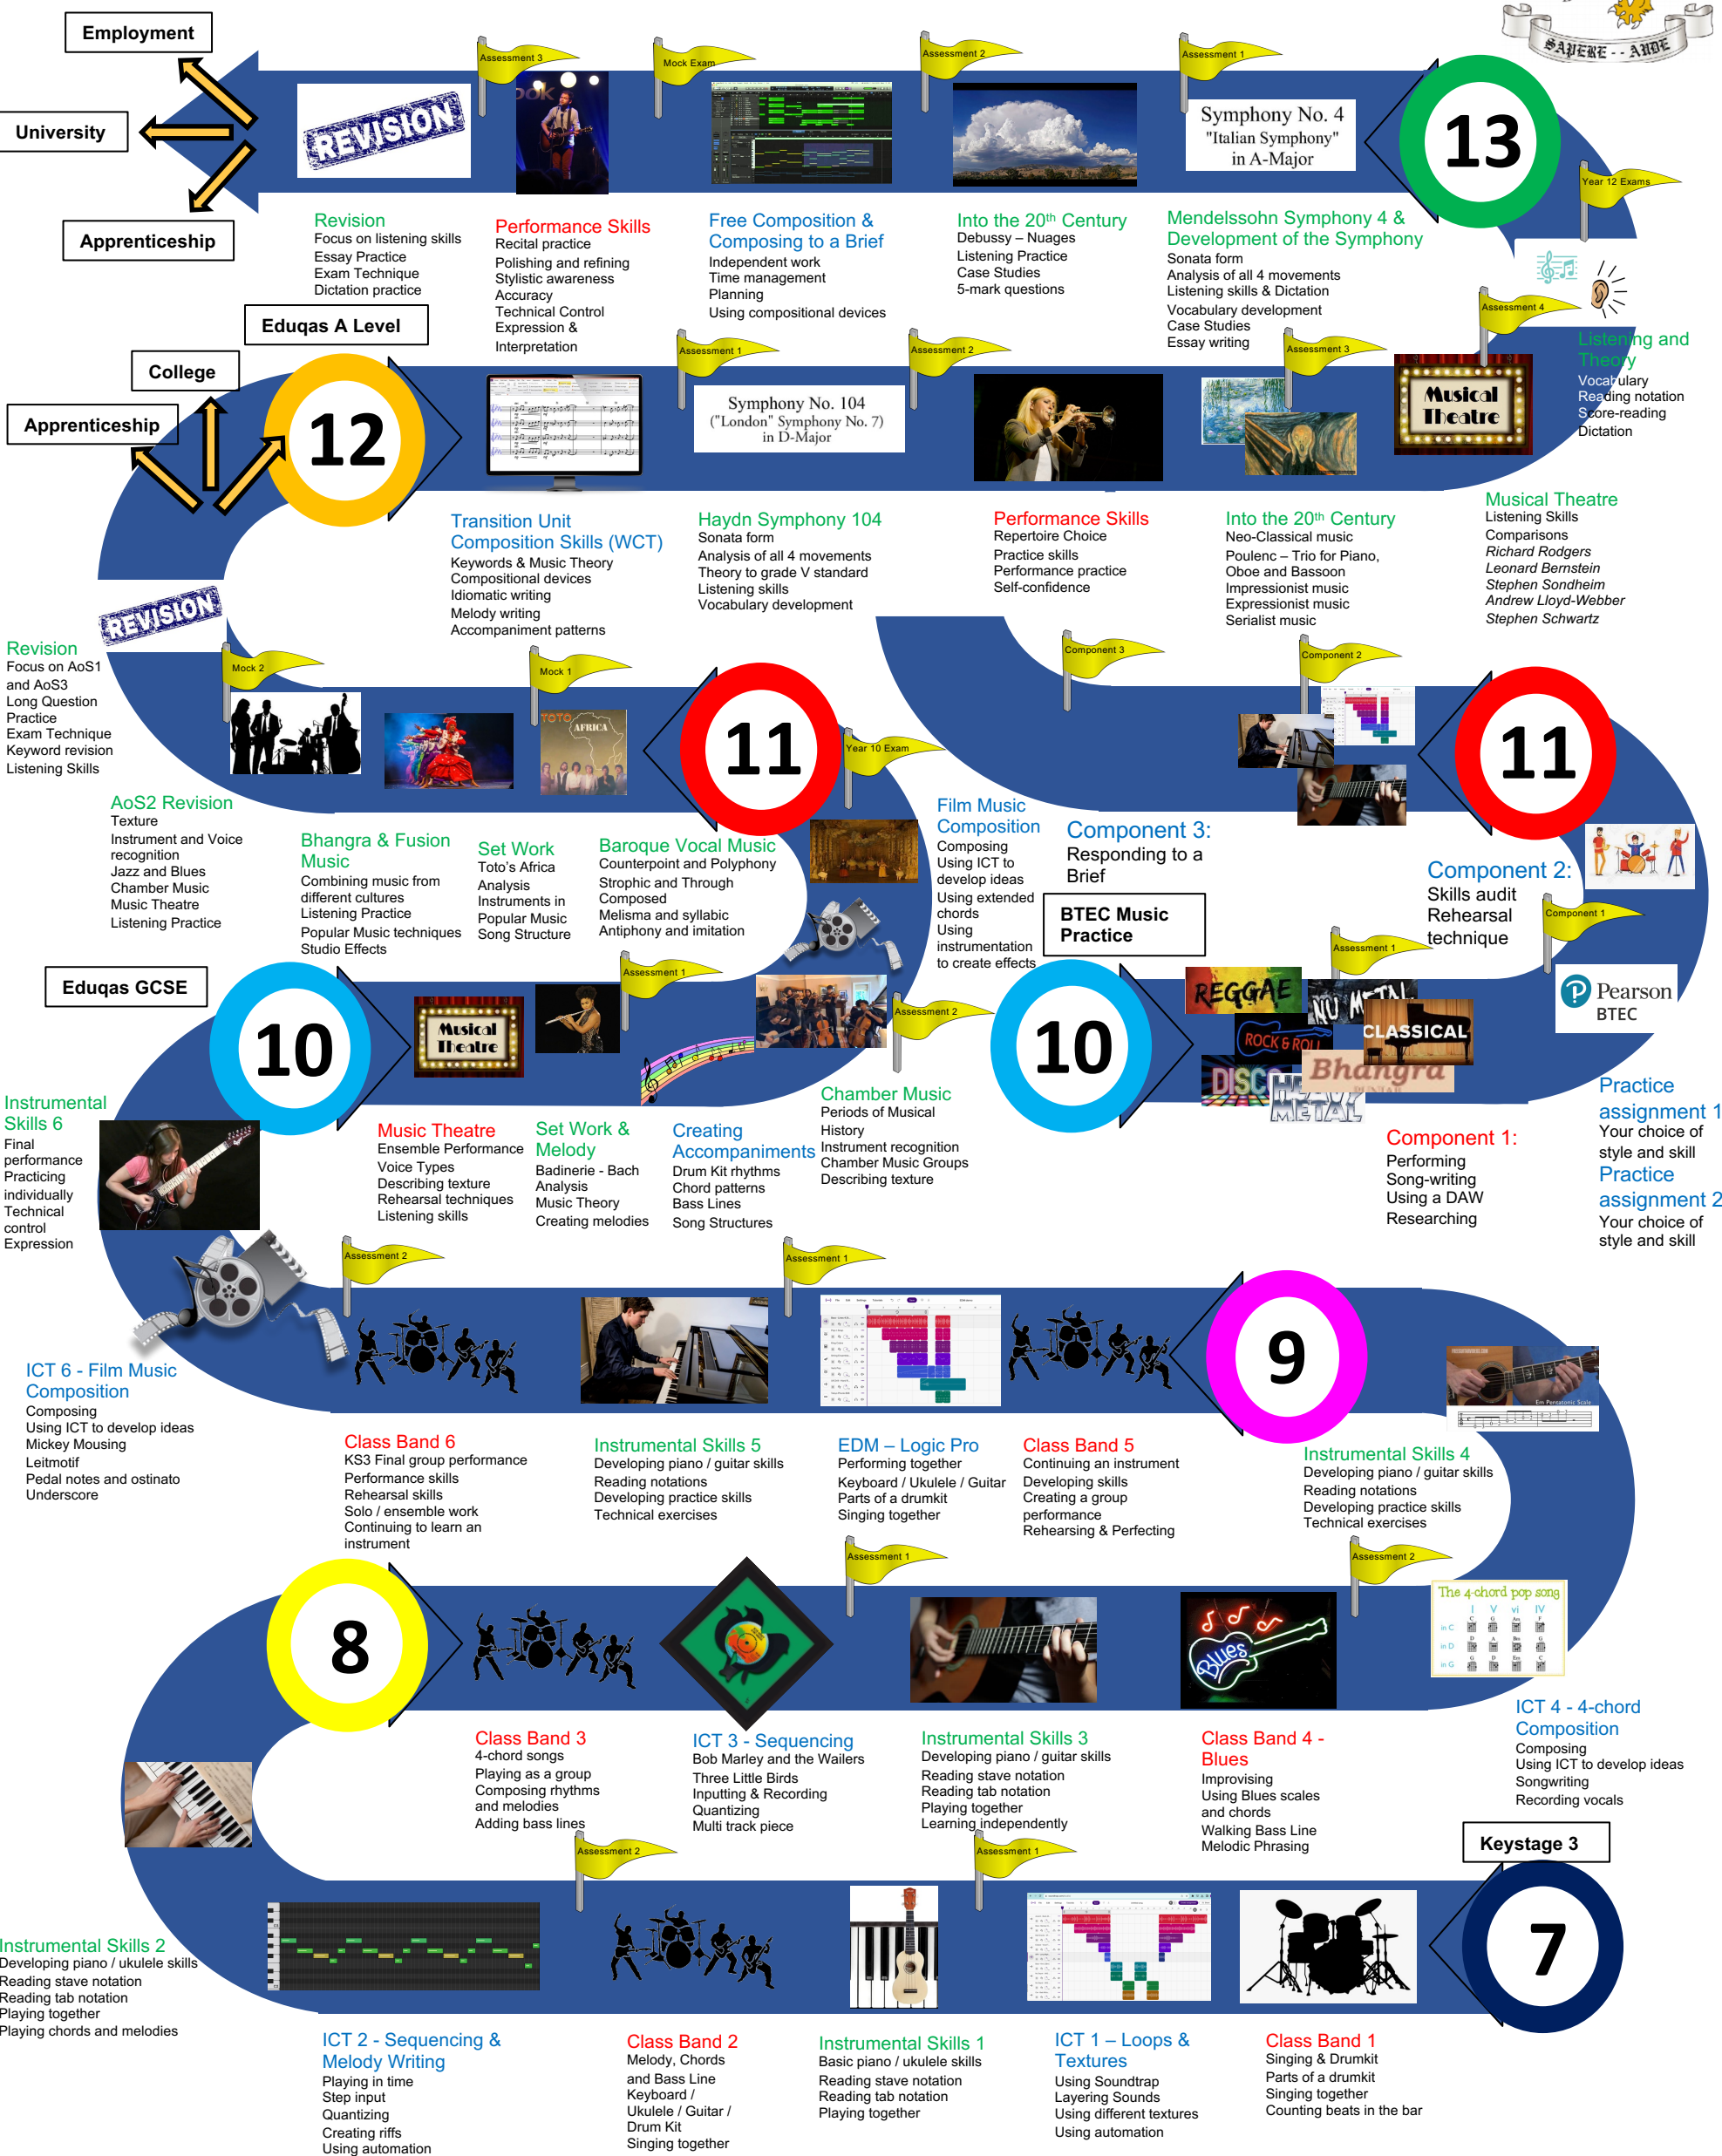 SAPERE - - AUDE
Employment
University
Apprenticeship
Assessment 3
Mock Exam
Assessment 2
Assessment 1
REVISION
Symphony No. 4
"Italian Symphony"
in A-Major
13
Year 12 Exams
Revision
Focus on listening skills
Essay Practice
Exam Technique
Dictation practice
Performance Skills
Recital practice
Polishing and refining
Stylistic awareness
Accuracy
Technical Control
Expression &
Interpretation
Free Composition &
Composing to a Brief
Independent work
Time management
Planning
Using compositional devices
Into the 20th Century
Debussy – Nuages
Listening Practice
Case Studies
5-mark questions
Mendelssohn Symphony 4 &
Development of the Symphony
Sonata form
Analysis of all 4 movements
Listening skills & Dictation
Vocabulary development
Case Studies
Essay writing
Assessment 4
Listening and
Theory
Vocabulary
Reading notation
Score-reading
Dictation
Eduqas A Level
College
Apprenticeship
12
Assessment 1
Assessment 2
Assessment 3
Symphony No. 104
("London" Symphony No. 7)
in D-Major
Musical
Theatre
Transition Unit
Composition Skills (WCT)
Keywords & Music Theory
Compositional devices
Idiomatic writing
Melody writing
Accompaniment patterns
Haydn Symphony 104
Sonata form
Analysis of all 4 movements
Theory to grade V standard
Listening skills
Vocabulary development
Performance Skills
Repertoire Choice
Practice skills
Performance practice
Self-confidence
Into the 20th Century
Neo-Classical music
Poulenc – Trio for Piano,
Oboe and Bassoon
Impressionist music
Expressionist music
Serialist music
Musical Theatre
Listening Skills
Comparisons
Richard Rodgers
Leonard Bernstein
Stephen Sondheim
Andrew Lloyd-Webber
Stephen Schwartz
REVISION
Revision
Focus on AoS1
and AoS3
Long Question
Practice
Exam Technique
Keyword revision
Listening Skills
Mock 2
Mock 1
TOTO
AFRICA
11
Year 10 Exam
Component 3
Component 2
11
AoS2 Revision
Texture
Instrument and Voice
recognition
Jazz and Blues
Chamber Music
Music Theatre
Listening Practice
Bhangra & Fusion
Music
Combining music from
different cultures
Listening Practice
Popular Music techniques
Studio Effects
Set Work
Toto's Africa
Analysis
Instruments in
Popular Music
Song Structure
Baroque Vocal Music
Counterpoint and Polyphony
Strophic and Through
Composed
Melisma and syllabic
Antiphony and imitation
Film Music
Composition
Composing
Using ICT to
develop ideas
Using extended
chords
Using
instrumentation
to create effects
Component 3:
Responding to a
Brief
BTEC Music
Practice
Component 2:
Skills audit
Rehearsal
technique
Component 1
Eduqas GCSE
10
Musical
Theatre
Assessment 1
Assessment 2
10
Assessment 1
REGGAE
NU METAL
ROCK & ROLL
CLASSICAL
DISCO
Bhangra
HEAVY
METAL
Pearson
BTEC
Instrumental
Skills 6
Final
performance
Practicing
individually
Technical
control
Expression
Music Theatre
Ensemble Performance
Voice Types
Describing texture
Rehearsal techniques
Listening skills
Set Work &
Melody
Badinerie - Bach
Analysis
Music Theory
Creating melodies
Creating
Accompaniments
Drum Kit rhythms
Chord patterns
Bass Lines
Song Structures
Chamber Music
Periods of Musical
History
Instrument recognition
Chamber Music Groups
Describing texture
Component 1:
Performing
Song-writing
Using a DAW
Researching
Practice
assignment 1
Your choice of
style and skill
Practice
assignment 2
Your choice of
style and skill
Assessment 2
Assessment 1
9
Em Pentatonic Scale
ICT 6 - Film Music
Composition
Composing
Using ICT to develop ideas
Mickey Mousing
Leitmotif
Pedal notes and ostinato
Underscore
Class Band 6
KS3 Final group performance
Performance skills
Rehearsal skills
Solo / ensemble work
Continuing to learn an
instrument
Instrumental Skills 5
Developing piano / guitar skills
Reading notations
Developing practice skills
Technical exercises
EDM – Logic Pro
Performing together
Keyboard / Ukulele / Guitar
Parts of a drumkit
Singing together
Class Band 5
Continuing an instrument
Developing skills
Creating a group
performance
Rehearsing & Perfecting
Instrumental Skills 4
Developing piano / guitar skills
Reading notations
Developing practice skills
Technical exercises
8
Assessment 1
Assessment 2
Blues
The 4-chord pop song
I V vi IV
in C
C G Am F
in D
D A Bm G
in G
G D Em C
Class Band 3
4-chord songs
Playing as a group
Composing rhythms
and melodies
Adding bass lines
ICT 3 - Sequencing
Bob Marley and the Wailers
Three Little Birds
Inputting & Recording
Quantizing
Multi track piece
Instrumental Skills 3
Developing piano / guitar skills
Reading stave notation
Reading tab notation
Playing together
Learning independently
Class Band 4 -
Blues
Improvising
Using Blues scales
and chords
Walking Bass Line
Melodic Phrasing
ICT 4 - 4-chord
Composition
Composing
Using ICT to develop ideas
Songwriting
Recording vocals
Keystage 3
7
Assessment 2
Assessment 1
Instrumental Skills 2
Developing piano / ukulele skills
Reading stave notation
Reading tab notation
Playing together
Playing chords and melodies
ICT 2 - Sequencing &
Melody Writing
Playing in time
Step input
Quantizing
Creating riffs
Using automation
Class Band 2
Melody, Chords
and Bass Line
Keyboard /
Ukulele / Guitar /
Drum Kit
Singing together
Instrumental Skills 1
Basic piano / ukulele skills
Reading stave notation
Reading tab notation
Playing together
ICT 1 – Loops &
Textures
Using Soundtrap
Layering Sounds
Using different textures
Using automation
Class Band 1
Singing & Drumkit
Parts of a drumkit
Singing together
Counting beats in the bar